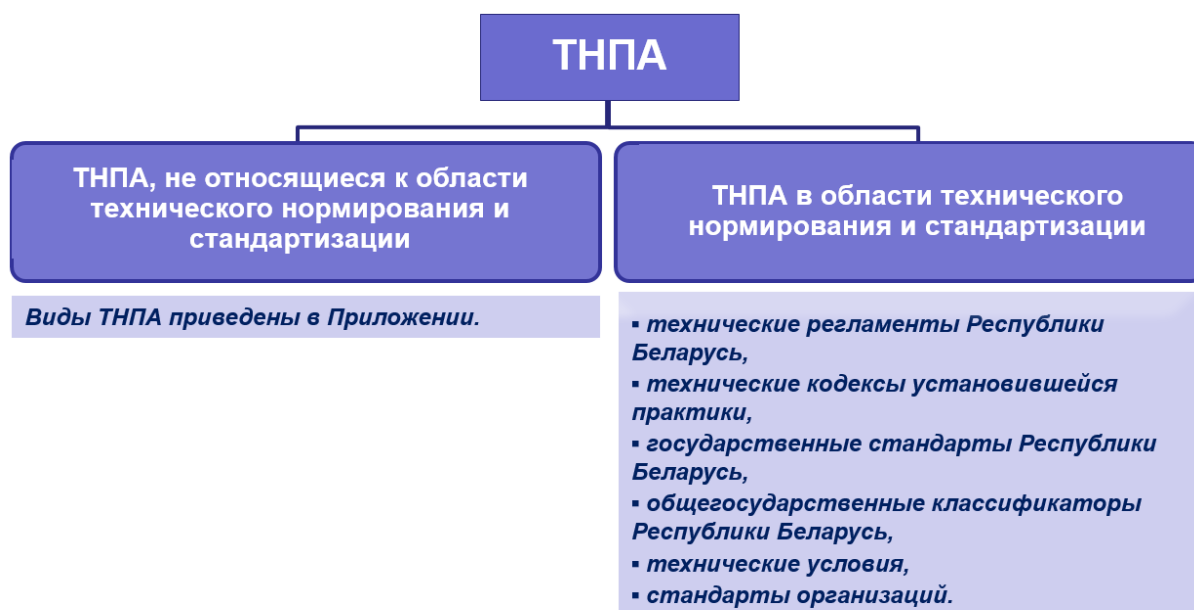 ТНПА
ТНПА, не относящиеся к области
технического нормирования и
стандартизации
ТНПА в области технического
нормирования и стандартизации
Виды ТНПА приведены в Приложении.
▪ технические регламенты Республики
Беларусь,
▪ технические кодексы установившейся
практики,
▪ государственные стандарты Республики
Беларусь,
▪ общегосударственные классификаторы
Республики Беларусь,
▪ технические условия,
▪ стандарты организаций.